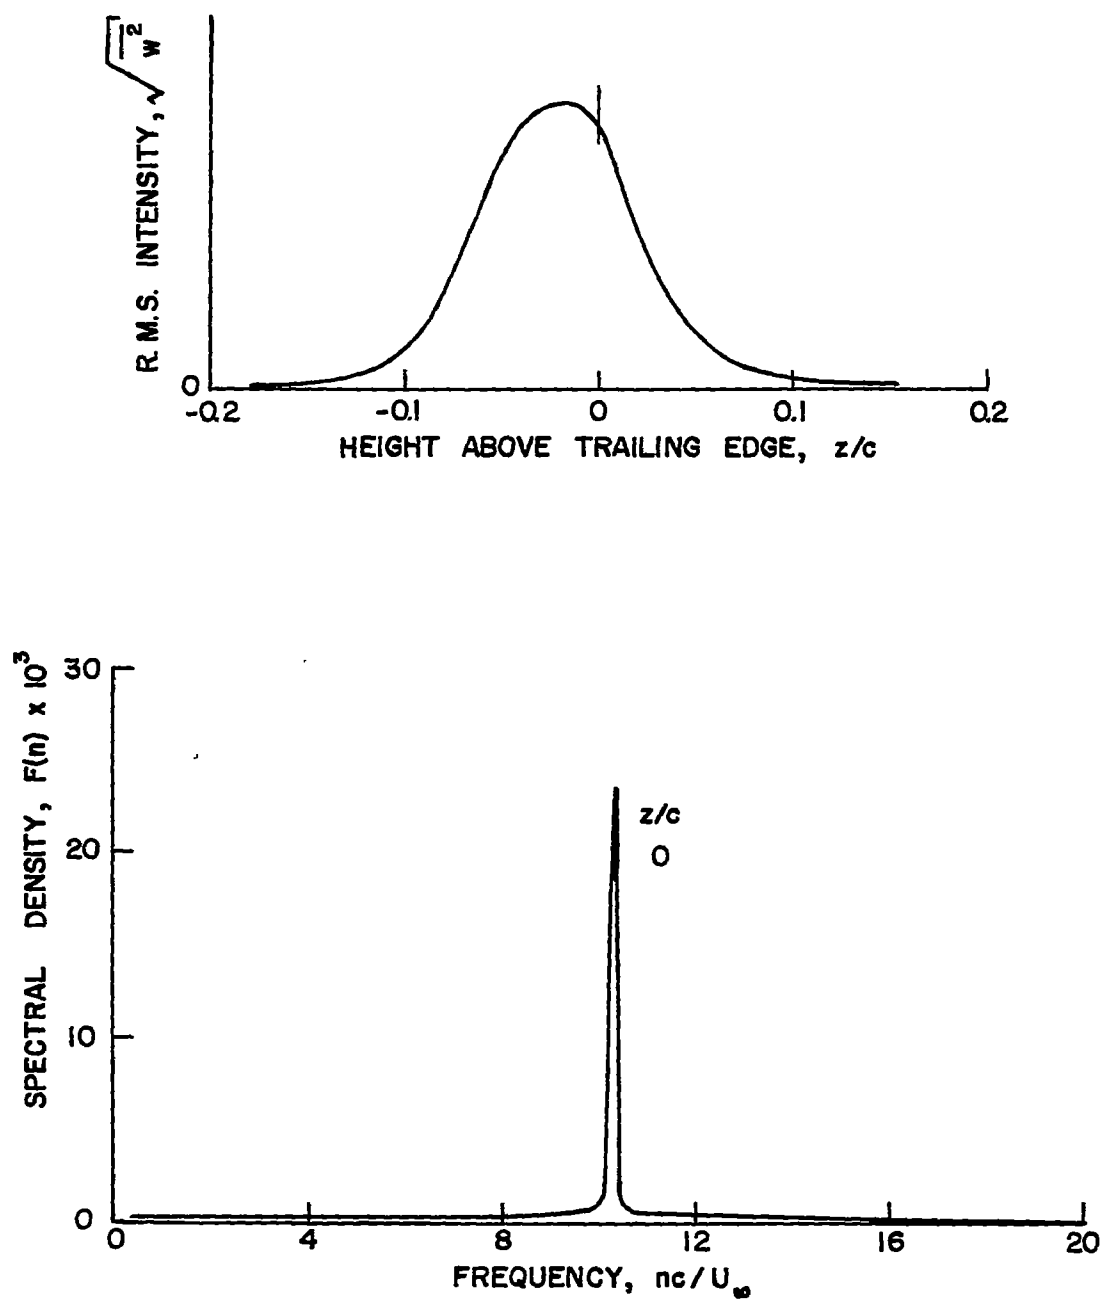 R.M.S. INTENSITY, √w²
0
-0.2 -0.1 0 0.1 0.2
HEIGHT ABOVE TRAILING EDGE, z/c
SPECTRAL DENSITY, F(n) x 10³
30
20
10
0
z/c
0
0 4 8 12 16 20
FREQUENCY, nc/U∞